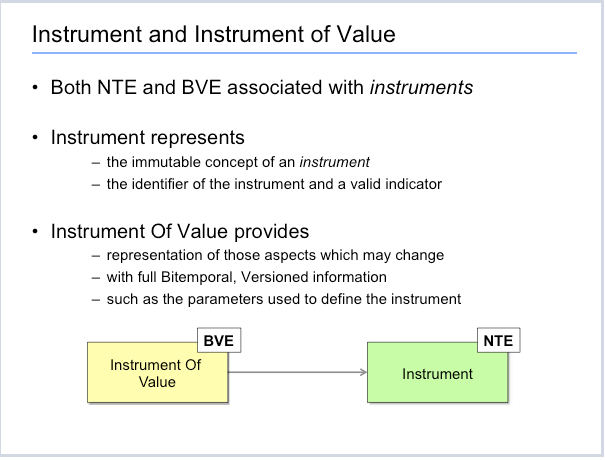 Instrument and Instrument of Value
• Both NTE and BVE associated with instruments
• Instrument represents
– the immutable concept of an instrument
– the identifier of the instrument and a valid indicator
• Instrument Of Value provides
– representation of those aspects which may change
– with full Bitemporal, Versioned information
– such as the parameters used to define the instrument
BVE
Instrument Of
Value
NTE
Instrument